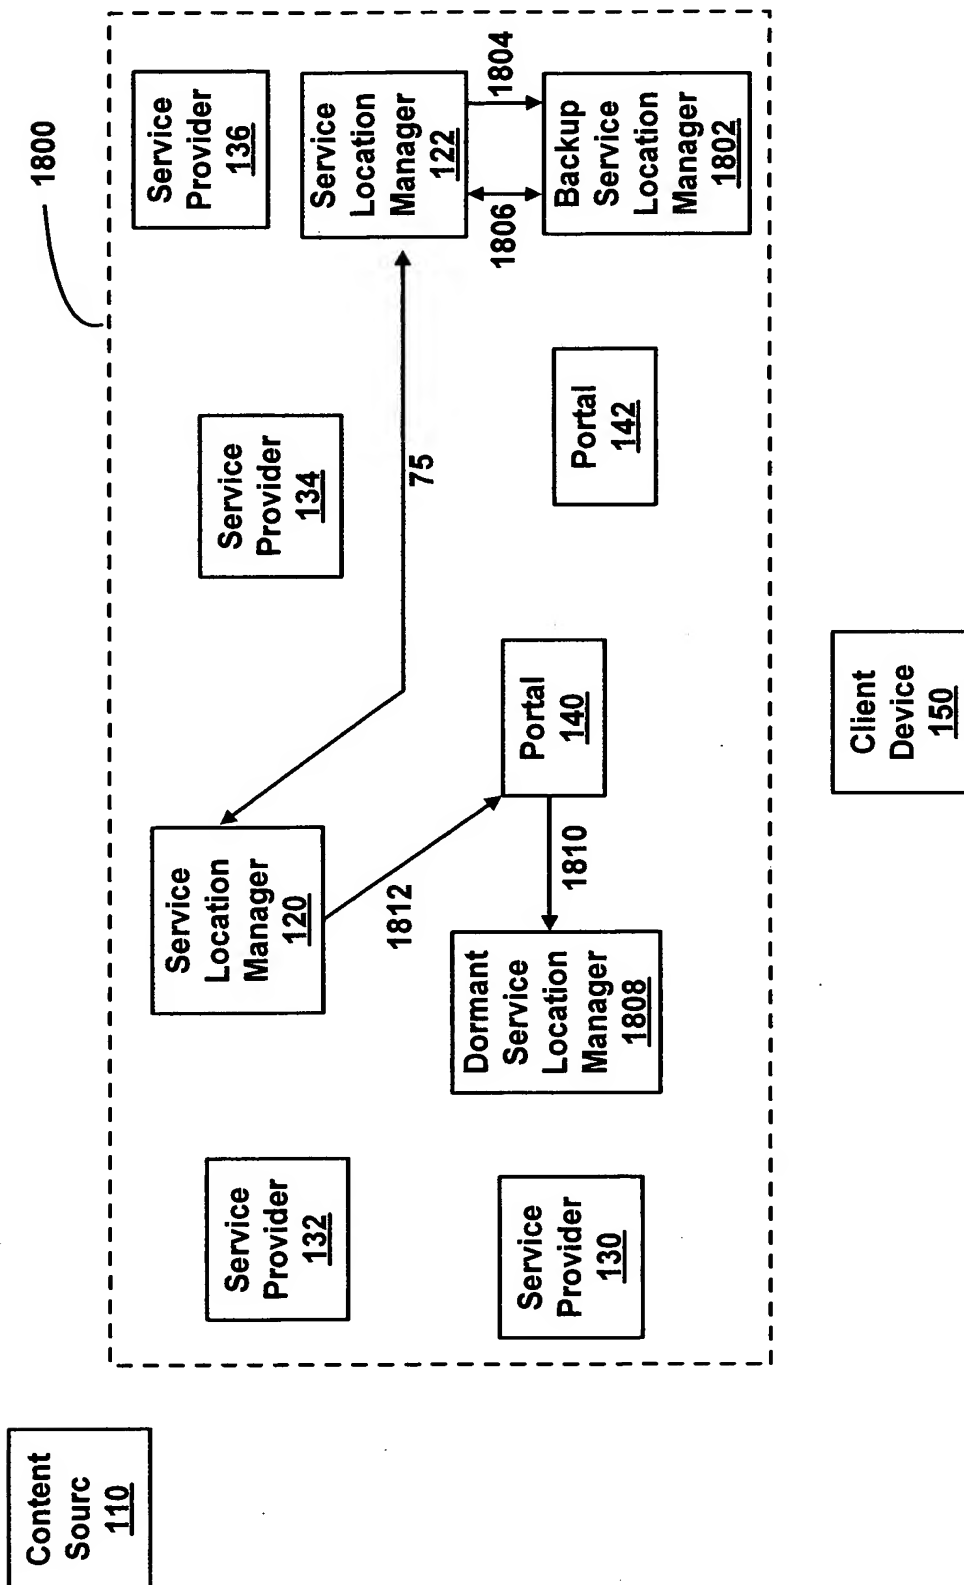 1800
Content
Sourc
110
Service
Provider
132
Service
Location
Manager
120
Service
Provider
134
Service
Provider
136
Service
Location
Manager
122
75
1812
1804
1806
Service
Provider
130
Dormant
Service
Location
Manager
1808
1810
Portal
140
Portal
142
Backup
Service
Location
Manager
1802
Client
Device
150